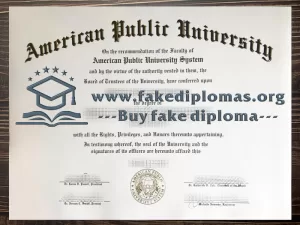 American Public University
On the recommendation of the Faculty of
American Public University System
and by the virtue of the authority vested in them, the
Board of Trustees of the University, have conferred upon
www.fakediplomas.org
the degree of
---Buy fake diploma---
with all the Rights, Privileges, and Honors thereunto appertaining.
In testimony whereof, the seal of the University and the
signatures of its officers are hereunto affixed this